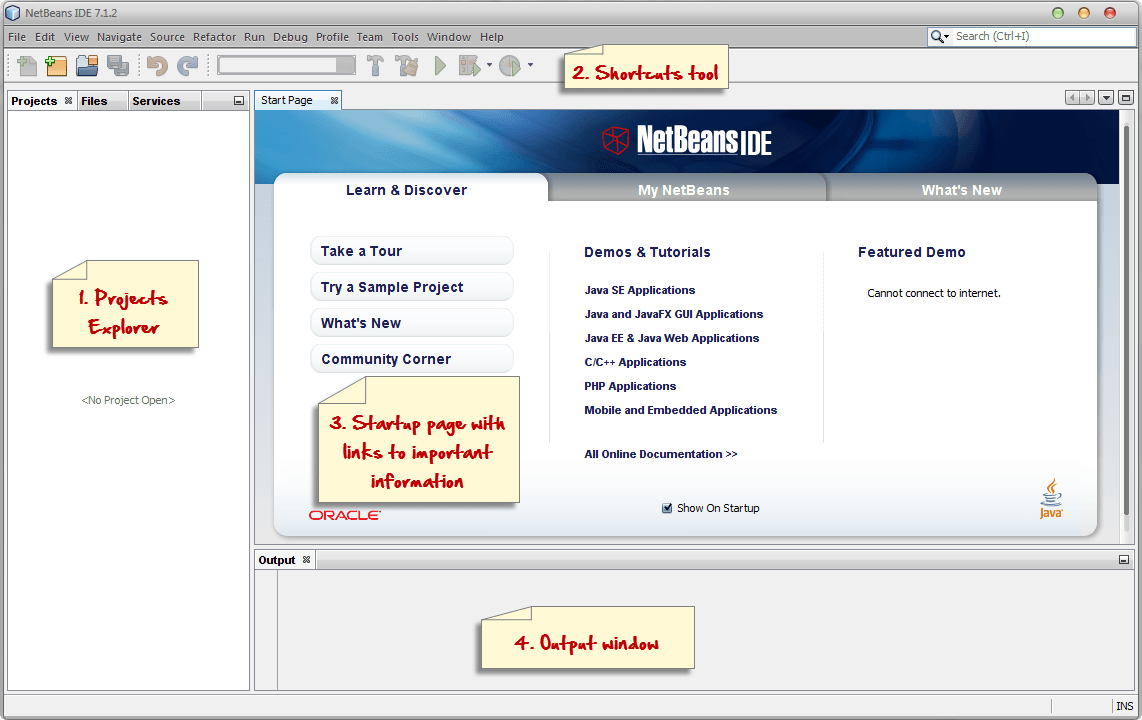 NetBeans IDE 7.1.2
File Edit View Navigate Source Refactor Run Debug Profile Team Tools Window Help
Search (Ctrl+I)
2. Shortcuts tool
Projects Files Services
Start Page
NetBeans IDE
Learn & Discover My NetBeans What's New
Take a Tour
Try a Sample Project
What's New
Community Corner
Demos & Tutorials
Java SE Applications
Java and JavaFX GUI Applications
Java EE & Java Web Applications
C/C++ Applications
PHP Applications
Mobile and Embedded Applications
All Online Documentation >>
Featured Demo
Cannot connect to internet.
1. Projects
Explorer
<No Project Open>
3. Startup page with
links to important
information
ORACLE
Show On Startup
Java
Output
4. Output window
INS